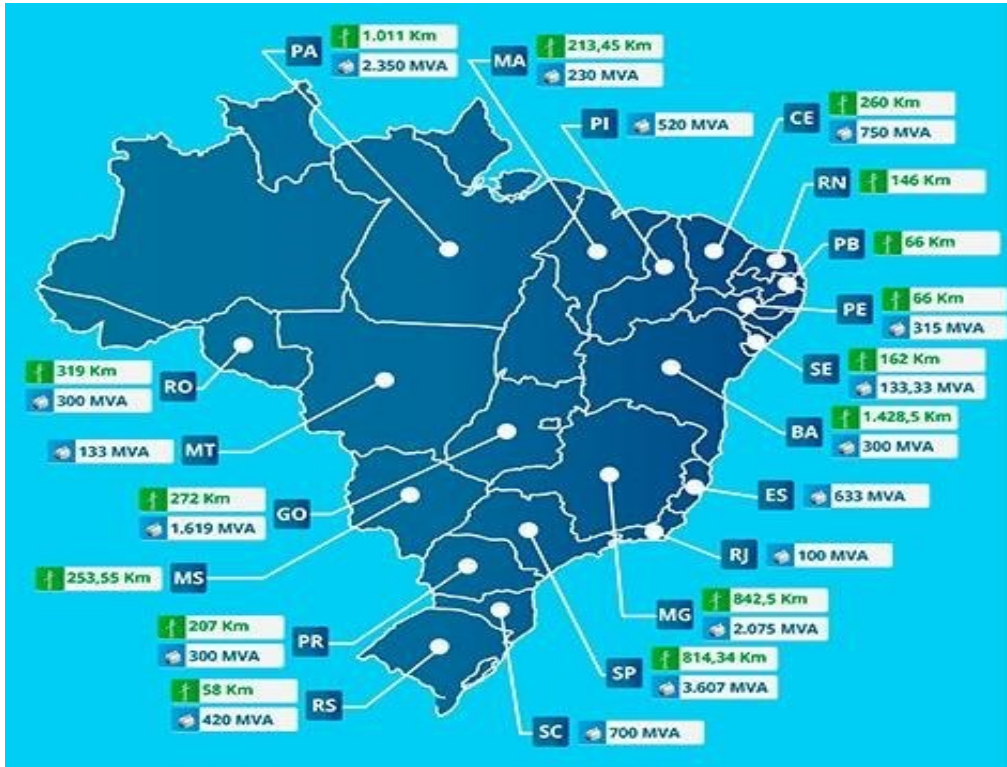 PA
1.011 Km
2.350 MVA
MA
213,45 Km
230 MVA
PI
520 MVA
CE
260 Km
750 MVA
RN
146 Km
PB
66 Km
PE
66 Km
315 MVA
SE
162 Km
133,33 MVA
BA
1.428,5 Km
300 MVA
RO
319 Km
300 MVA
MT
133 MVA
GO
272 Km
1.619 MVA
MS
253,55 Km
ES
633 MVA
RJ
100 MVA
MG
842,5 Km
2.075 MVA
PR
207 Km
300 MVA
SP
814,34 Km
3.607 MVA
RS
58 Km
420 MVA
SC
700 MVA